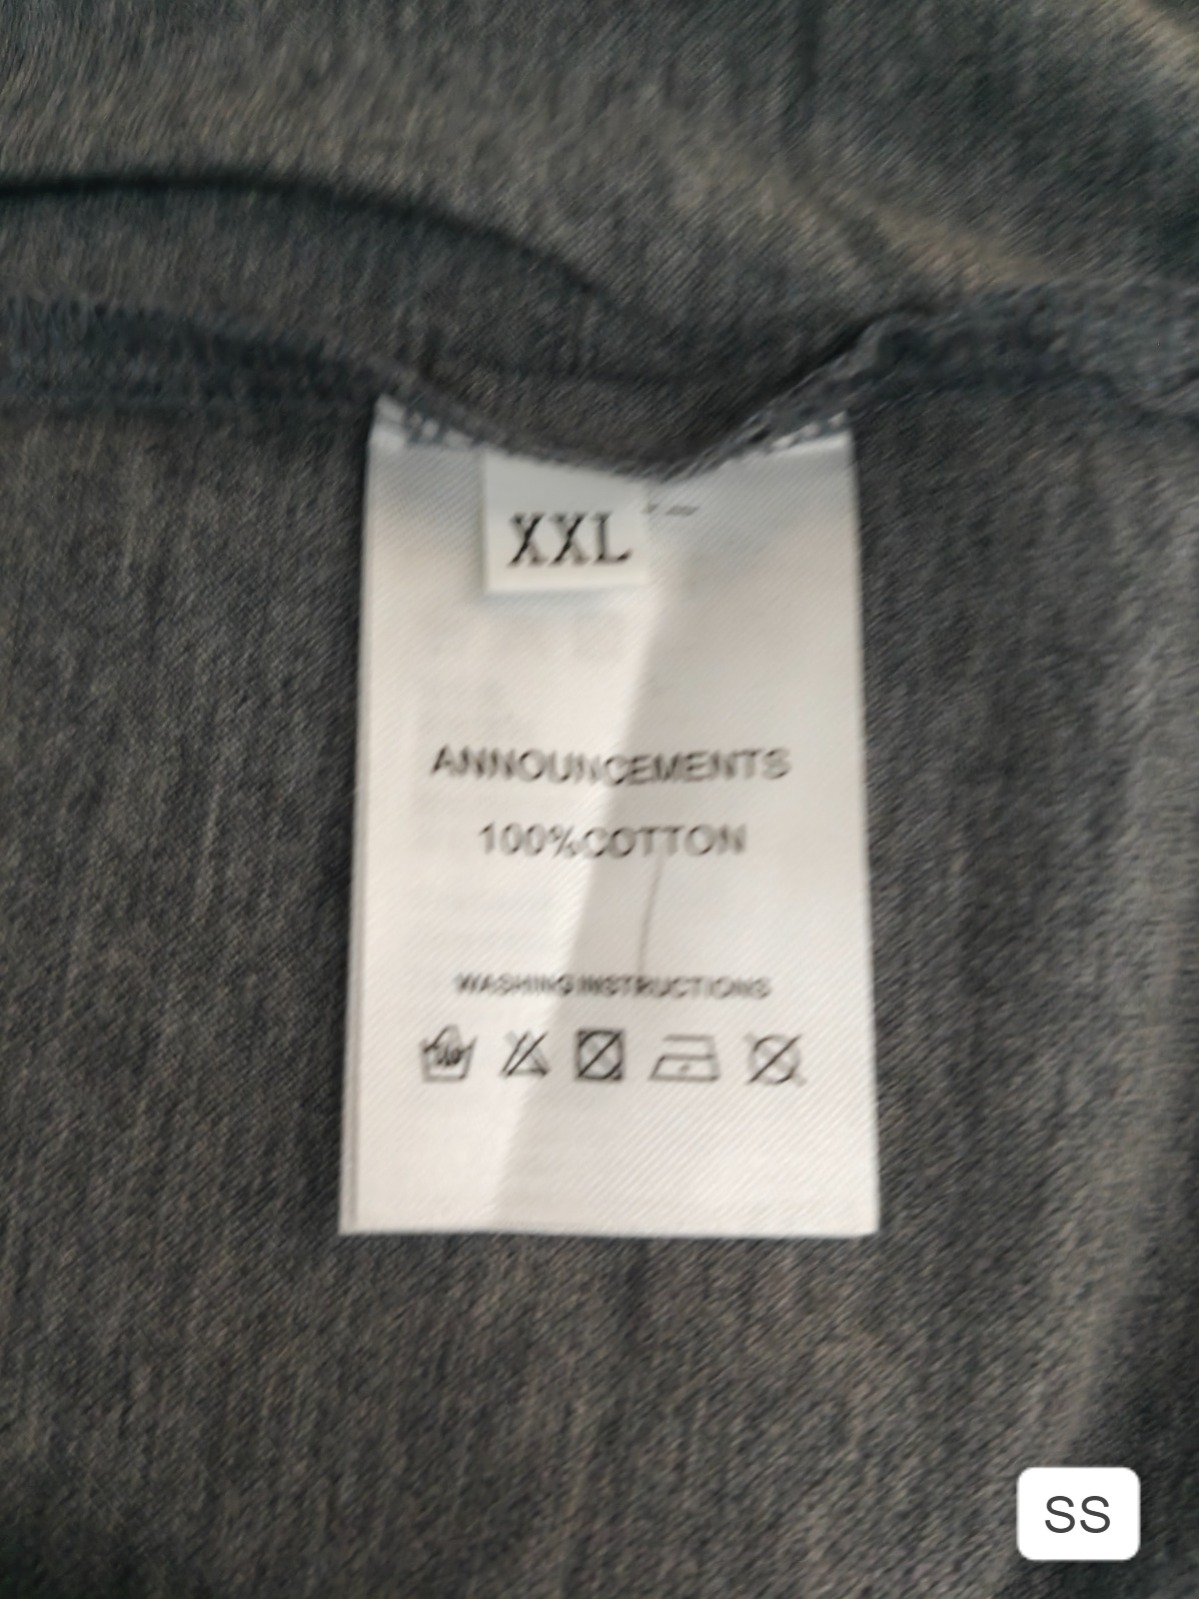 XXL
ANNOUNCEMENTS
100%COTTON
WASHING INSTRUCTIONS
SS